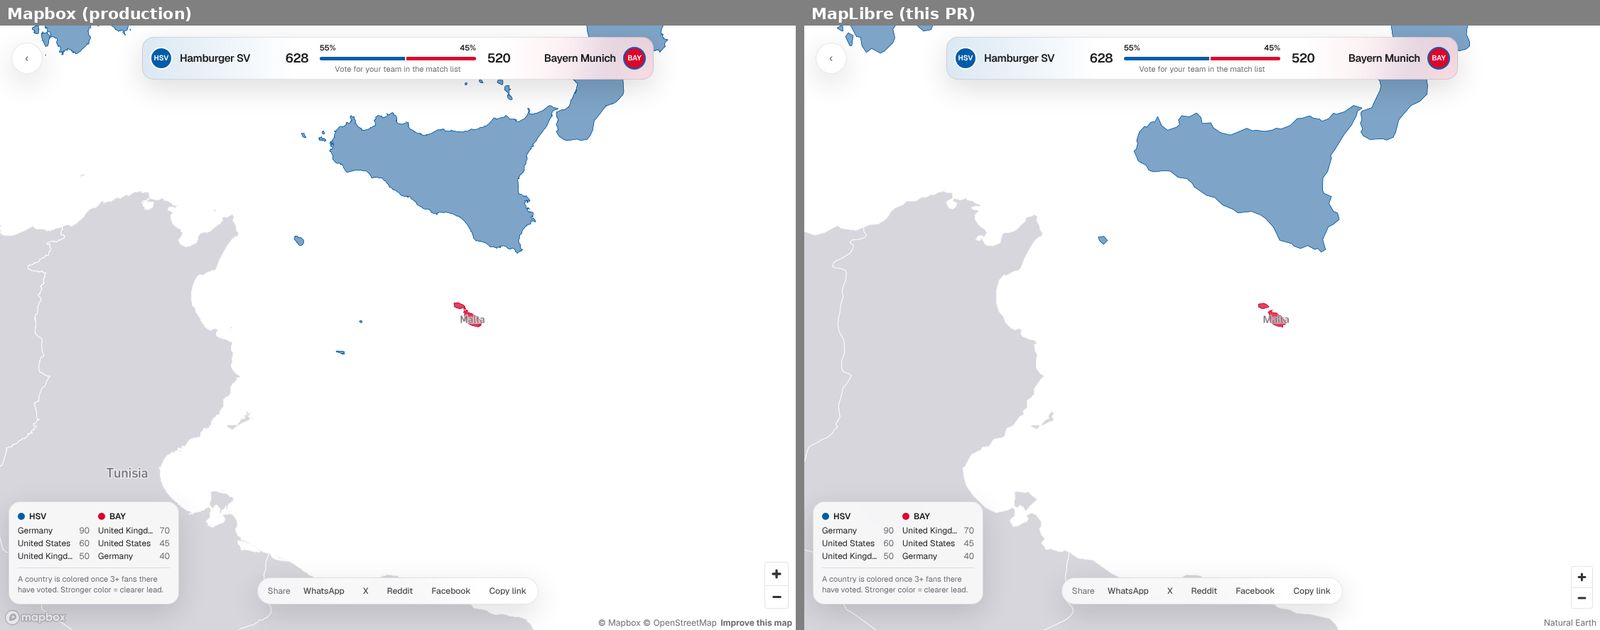 Mapbox (production)
‹
HSV Hamburger SV 628 55% 45% 520 Bayern Munich BAY
Vote for your team in the match list
Malta
Tunisia
HSV BAY
Germany 90 United Kingd... 70
United States 60 United States 45
United Kingd... 50 Germany 40
A country is colored once 3+ fans there
have voted. Stronger color = clearer lead.
Share WhatsApp X Reddit Facebook Copy link
+
−
mapbox
© Mapbox © OpenStreetMap Improve this map
MapLibre (this PR)
‹
HSV Hamburger SV 628 55% 45% 520 Bayern Munich BAY
Vote for your team in the match list
Malta
HSV BAY
Germany 90 United Kingd... 70
United States 60 United States 45
United Kingd... 50 Germany 40
A country is colored once 3+ fans there
have voted. Stronger color = clearer lead.
Share WhatsApp X Reddit Facebook Copy link
+
−
Natural Earth